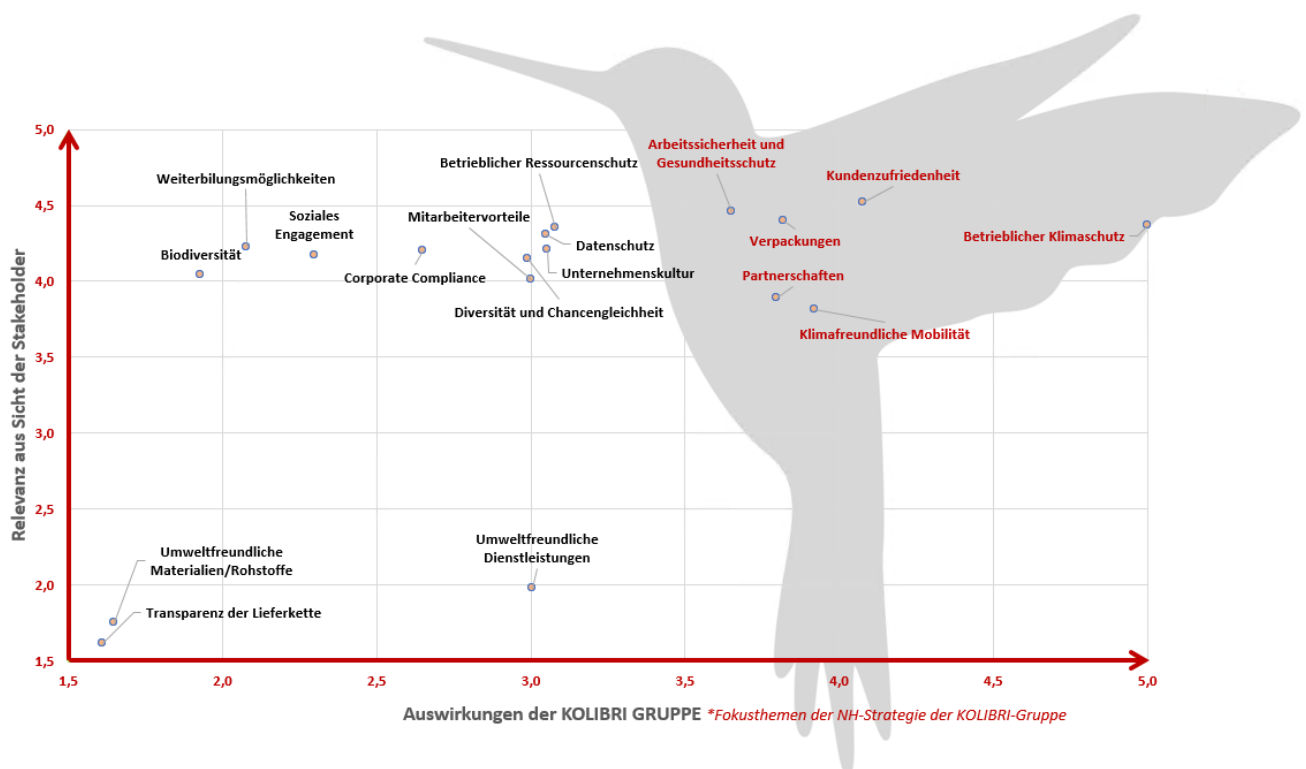 5,0
4,5
4,0
3,5
3,0
2,5
2,0
1,5
Relevanz aus Sicht der Stakeholder
Arbeitssicherheit und
Gesundheitsschutz
Betrieblicher Ressourcenschutz
Kundenzufriedenheit
Weiterbilungsmöglichkeiten
Soziales
Engagement
Mitarbeitervorteile
Betrieblicher Klimaschutz
Verpackungen
Datenschutz
Biodiversität
Unternehmenskultur
Partnerschaften
Corporate Compliance
Diversität und Chancengleichheit
Klimafreundliche Mobilität
Umweltfreundliche
Dienstleistungen
Umweltfreundliche
Materialien/Rohstoffe
Transparenz der Lieferkette
1,5 2,0 2,5 3,0 3,5 4,0 4,5 5,0
Auswirkungen der KOLIBRI GRUPPE *Fokusthemen der NH-Strategie der KOLIBRI-Gruppe